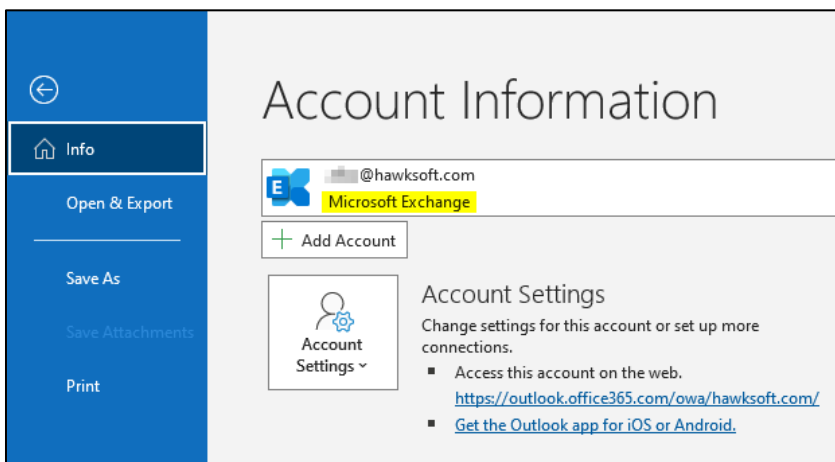 Account Information
Info
@hawksoft.com
E
Microsoft Exchange
Open & Export
Add Account
Save As
Account Settings
Change settings for this account or set up more
connections.
Account
Settings
Access this account on the web.
https://outlook.office365.com/owa/hawksoft.com/
Get the Outlook app for iOS or Android.
Save Attachments
Print